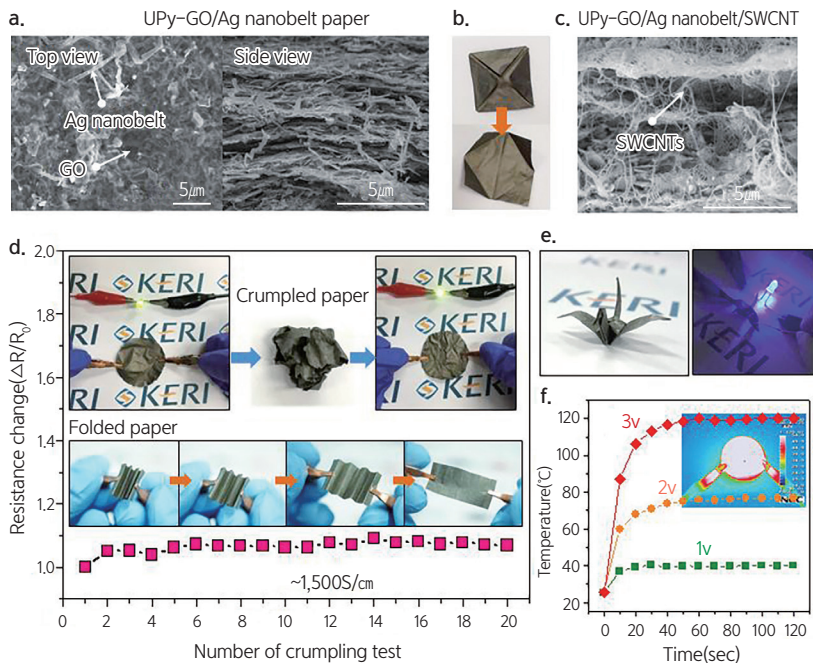 UPy-GO/Ag nanobelt paper
a.
Top view
Ag nanobelt
GO
5㎛
Side view
5㎛
b.
c. UPy-GO/Ag nanobelt/SWCNT
SWCNTs
5㎛
d.
Resistance change(△R/R₀)
2.0
1.8
1.6
1.4
1.2
1.0
ERI KERI KERI
Crumpled paper
ERI KERI KERI
Folded paper
~1,500S/㎝
0 2 4 6 8 10 12 14 16 18 20
Number of crumpling test
e.
KERI
KERI
f.
Temperature(℃)
120
100
80
60
40
20
3v
2v
1v
0 20 40 60 80 100 120
Time(sec)